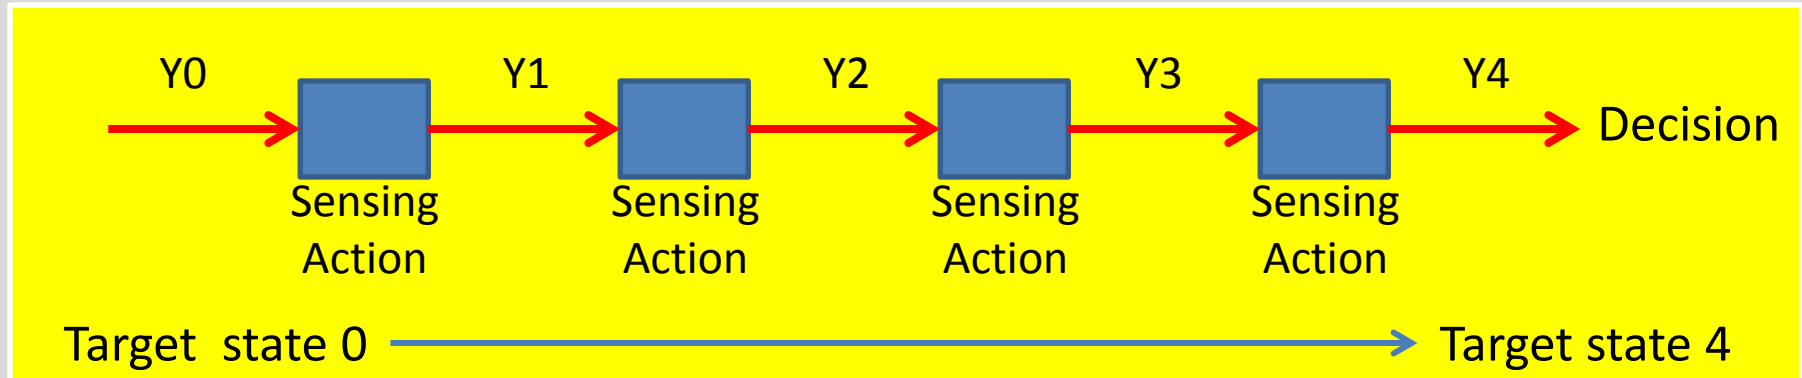 Y0 Y1 Y2 Y3 Y4
Decision
Sensing Sensing Sensing Sensing
Action Action Action Action
Target state 0 Target state 4